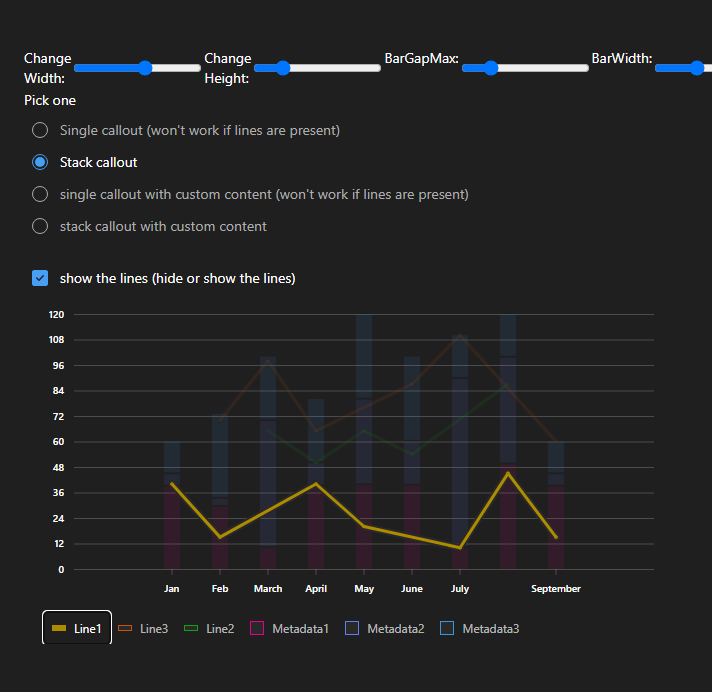 Change Width: Change Height: BarGapMax: BarWidth:
Pick one
Single callout (won't work if lines are present)
Stack callout
single callout with custom content (won't work if lines are present)
stack callout with custom content
show the lines (hide or show the lines)
120
108
96
84
72
60
48
36
24
12
0
Jan Feb March April May June July September
Line1 Line3 Line2 Metadata1 Metadata2 Metadata3